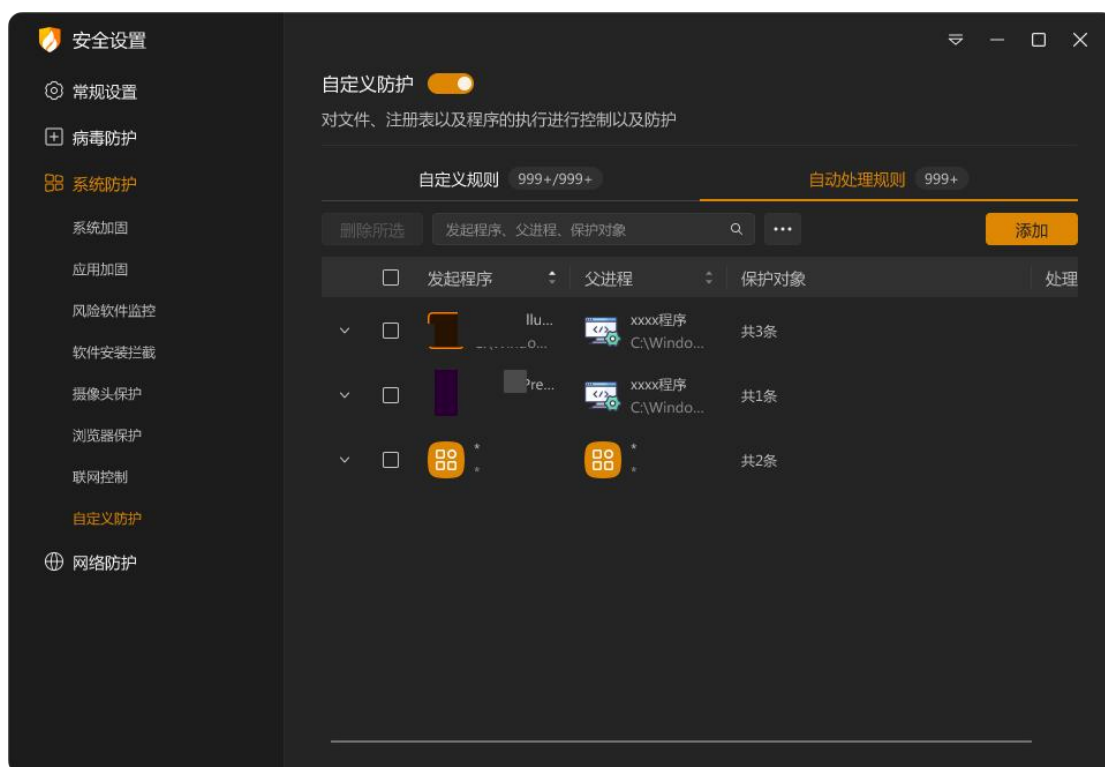 安全设置
常规设置
病毒防护
系统防护
系统加固
应用加固
风险软件监控
软件安装拦截
摄像头保护
浏览器保护
联网控制
自定义防护
网络防护
自定义防护
对文件、注册表以及程序的执行进行控制以及防护
自定义规则 999+/999+ 自动处理规则 999+
删除所选 发起程序、父进程、保护对象 ··· 添加
发起程序 父进程 保护对象 处理
llu... xxxx程序 共3条
C:\Windo...
Pre... xxxx程序 共1条
C:\Windo...
* * 共2条
* *